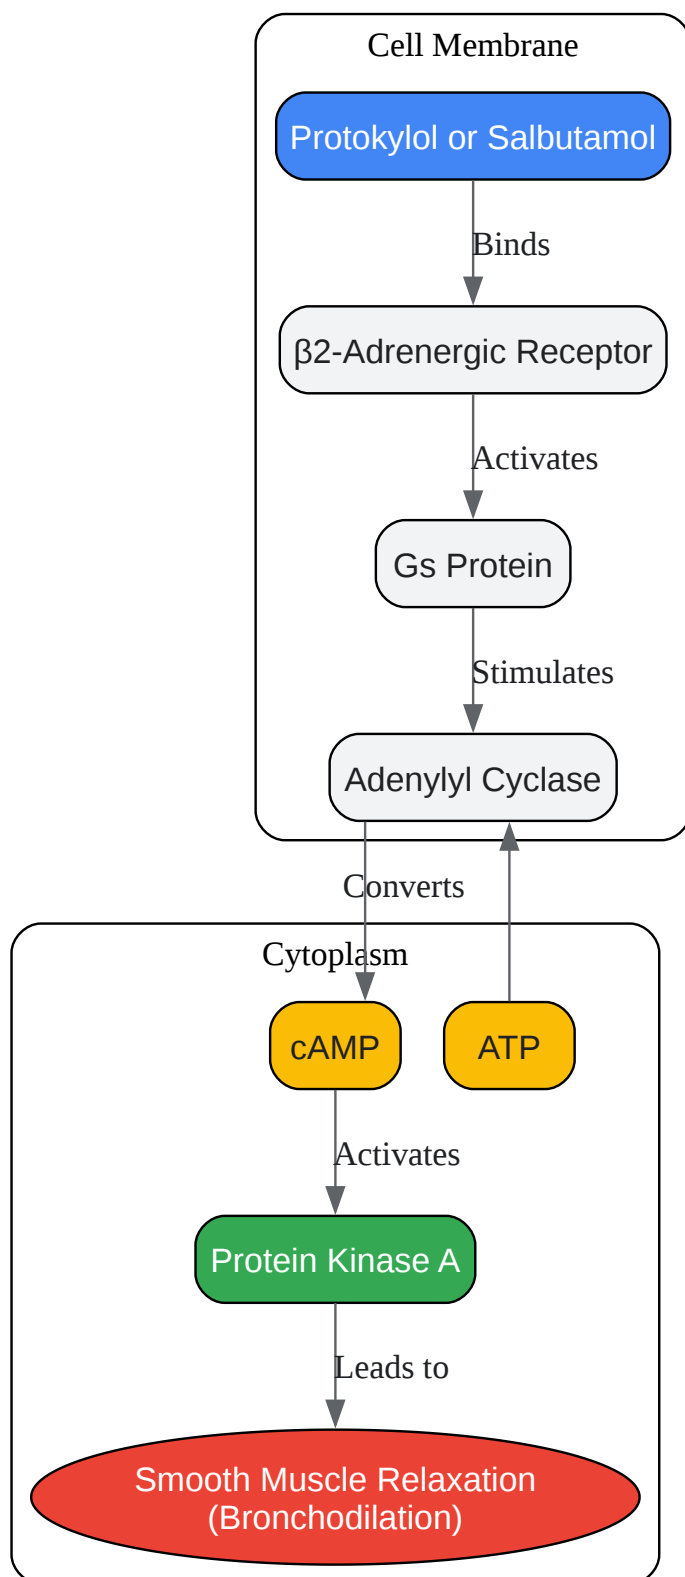 Cell Membrane
Protokylol or Salbutamol
Binds
β2-Adrenergic Receptor
Activates
Gs Protein
Stimulates
Adenylyl Cyclase
Converts
Cytoplasm
cAMP
ATP
Activates
Protein Kinase A
Leads to
Smooth Muscle Relaxation
(Bronchodilation)